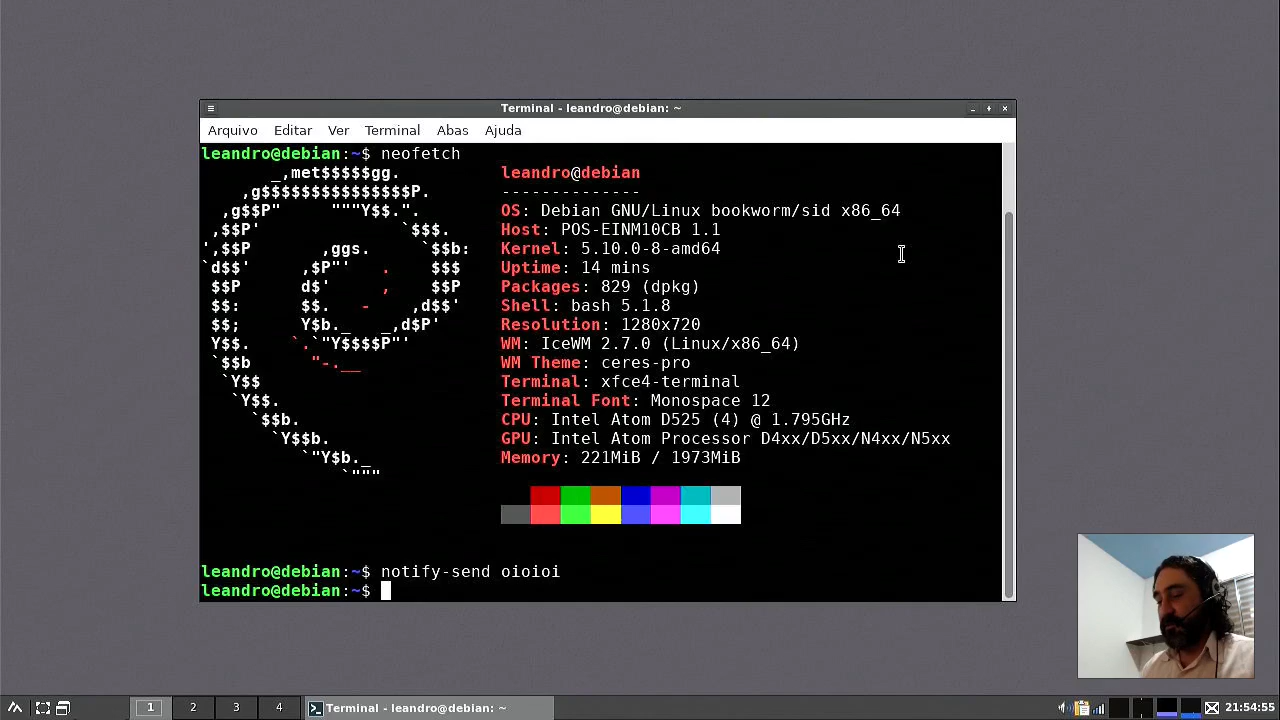 Terminal - leandro@debian: ~
Arquivo Editar Ver Terminal Abas Ajuda
leandro@debian:~$ neofetch
       _,met$$$$$gg.          leandro@debian
    ,g$$$$$$$$$$$$$$$P.       --------------
  ,g$$P"     """Y$$.".        OS: Debian GNU/Linux bookworm/sid x86_64
 ,$$P'              `$$$.     Host: POS-EINM10CB 1.1
',$$P       ,ggs.     `$$b:   Kernel: 5.10.0-8-amd64
`d$$'     ,$P"'   .    $$$    Uptime: 14 mins
 $$P      d$'     ,    $$P    Packages: 829 (dpkg)
 $$:      $$.   -    ,d$$'    Shell: bash 5.1.8
 $$;      Y$b._   _,d$P'      Resolution: 1280x720
 Y$$.    `.`"Y$$$$P"'         WM: IceWM 2.7.0 (Linux/x86_64)
 `$$b      "-.__              WM Theme: ceres-pro
  `Y$$                        Terminal: xfce4-terminal
   `Y$$.                      Terminal Font: Monospace 12
     `$$b.                    CPU: Intel Atom D525 (4) @ 1.795GHz
       `Y$$b.                 GPU: Intel Atom Processor D4xx/D5xx/N4xx/N5xx
          `"Y$b._             Memory: 221MiB / 1973MiB
              `"""
leandro@debian:~$ notify-send oioioi
leandro@debian:~$
1 2 3 4 Terminal - leandro@debian: ~ 21:54:55